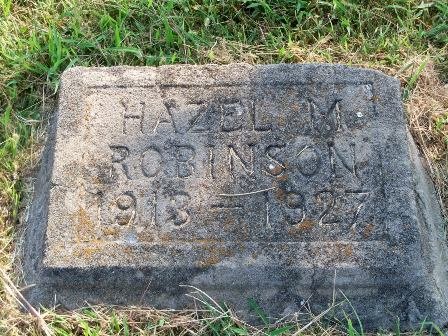 HAZEL M.
ROBINSON
1913 – 1927